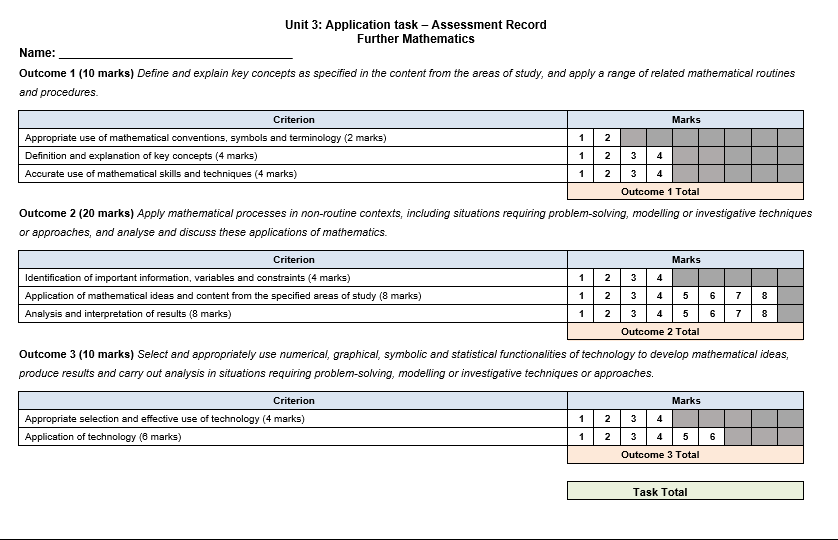 Unit 3: Application task – Assessment Record
Further Mathematics
Name: ___________________________________
Outcome 1 (10 marks) Define and explain key concepts as specified in the content from the areas of study, and apply a range of related mathematical routines
and procedures.
Criterion Marks
Appropriate use of mathematical conventions, symbols and terminology (2 marks) 1 2
Definition and explanation of key concepts (4 marks) 1 2 3 4
Accurate use of mathematical skills and techniques (4 marks) 1 2 3 4
Outcome 1 Total
Outcome 2 (20 marks) Apply mathematical processes in non-routine contexts, including situations requiring problem-solving, modelling or investigative techniques
or approaches, and analyse and discuss these applications of mathematics.
Criterion Marks
Identification of important information, variables and constraints (4 marks) 1 2 3 4
Application of mathematical ideas and content from the specified areas of study (8 marks) 1 2 3 4 5 6 7 8
Analysis and interpretation of results (8 marks) 1 2 3 4 5 6 7 8
Outcome 2 Total
Outcome 3 (10 marks) Select and appropriately use numerical, graphical, symbolic and statistical functionalities of technology to develop mathematical ideas,
produce results and carry out analysis in situations requiring problem-solving, modelling or investigative techniques or approaches.
Criterion Marks
Appropriate selection and effective use of technology (4 marks) 1 2 3 4
Application of technology (6 marks) 1 2 3 4 5 6
Outcome 3 Total
Task Total